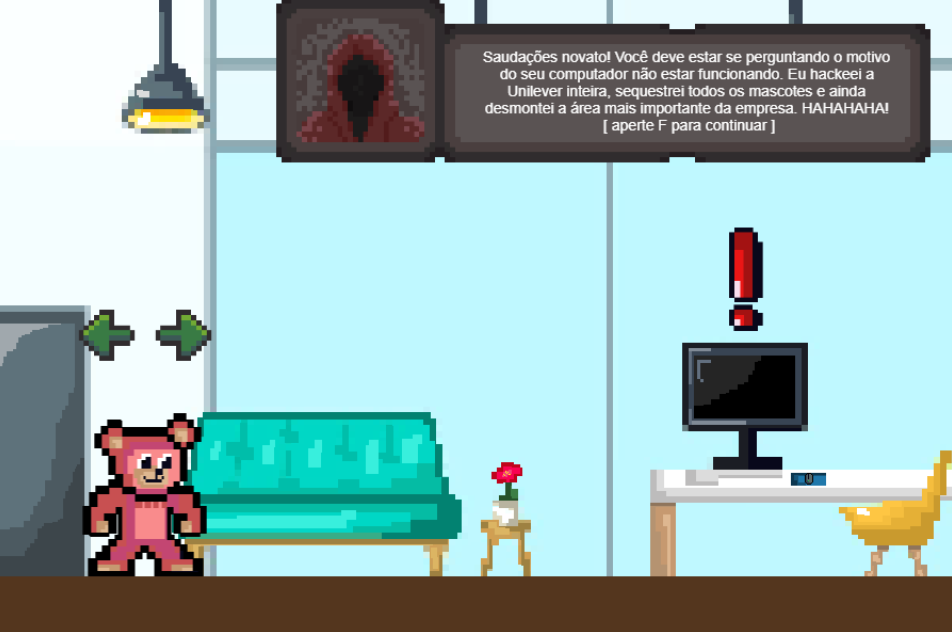 Saudações novato! Você deve estar se perguntando o motivo
do seu computador não estar funcionando. Eu hackeei a
Unilever inteira, sequestrei todos os mascotes e ainda
desmontei a área mais importante da empresa. HAHAHAHA!
[ aperte F para continuar ]